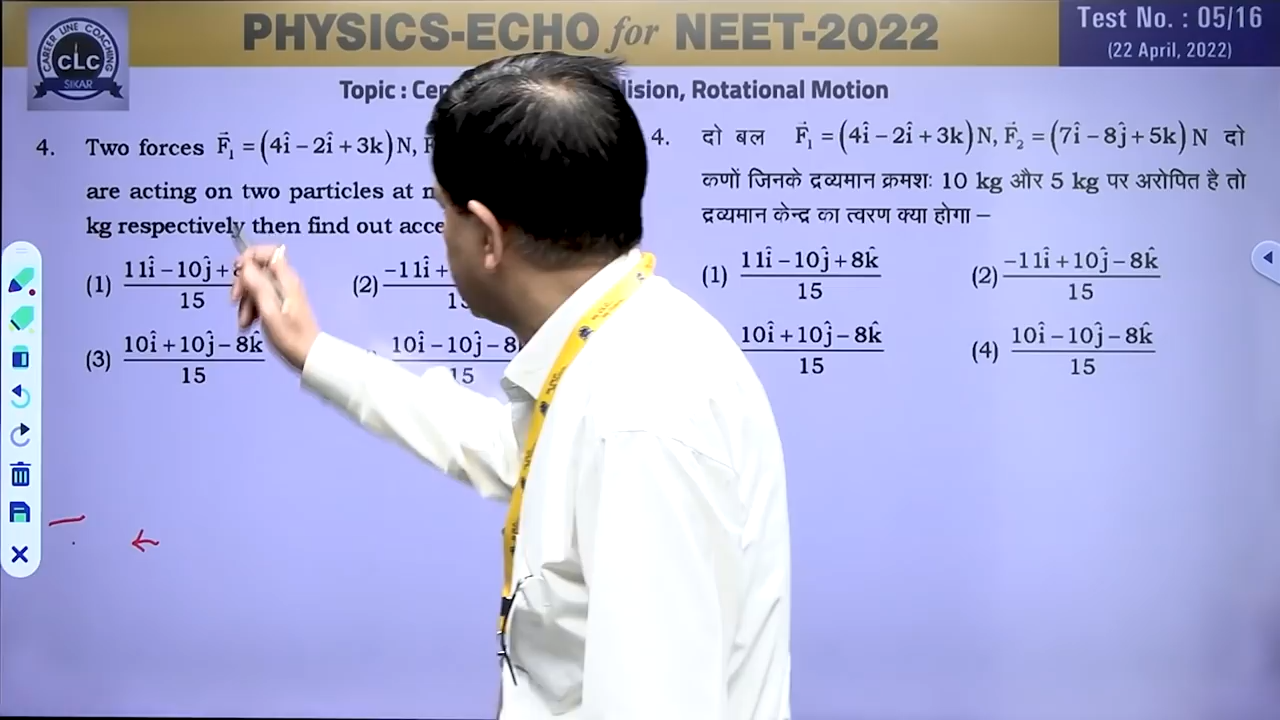 PHYSICS-ECHO for NEET-2022
Test No. : 05/16
(22 April, 2022)
CAREER LINE COACHING
CLC
SIKAR
Topic : lision, Rotational Motion
4. Two forces F⃗₁ = (4î – 2î + 3k) N,
are acting on two particles at
kg respectively then find out
(1) 11î – 10ĵ + / 15
(2) –11î +
(3) 10î + 10ĵ – 8k̂ / 15
10î – 10ĵ – 8 / 15
4. दो बल F⃗₁ = (4î – 2î + 3k) N, F⃗₂ = (7î – 8ĵ + 5k) N दो
कणों जिनके द्रव्यमान क्रमशः 10 kg और 5 kg पर अरोपित है तो
द्रव्यमान केन्द्र का त्वरण क्या होगा –
(1) 11î – 10ĵ + 8k̂ / 15
(2) –11î + 10ĵ – 8k̂ / 15
10î + 10ĵ – 8k̂ / 15
(4) 10î – 10ĵ – 8k̂ / 15